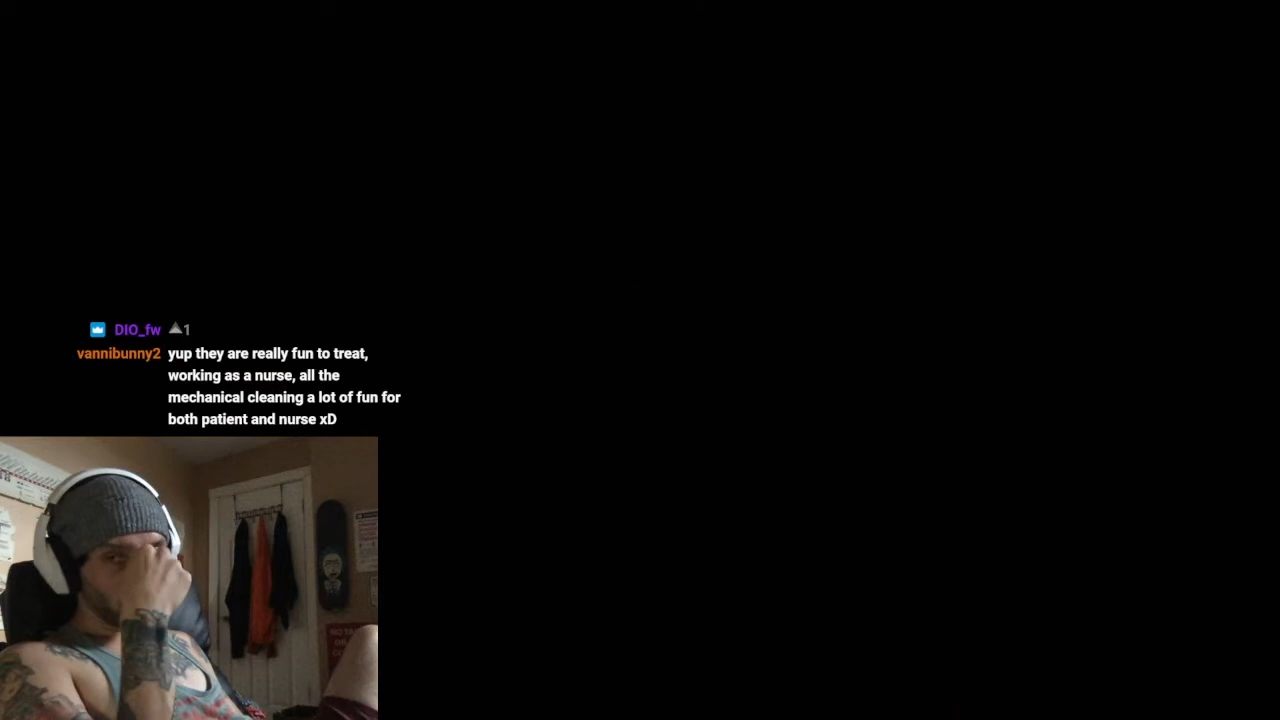 DIO_fw 1
vannibunny2 yup they are really fun to treat,
working as a nurse, all the
mechanical cleaning a lot of fun for
both patient and nurse xD